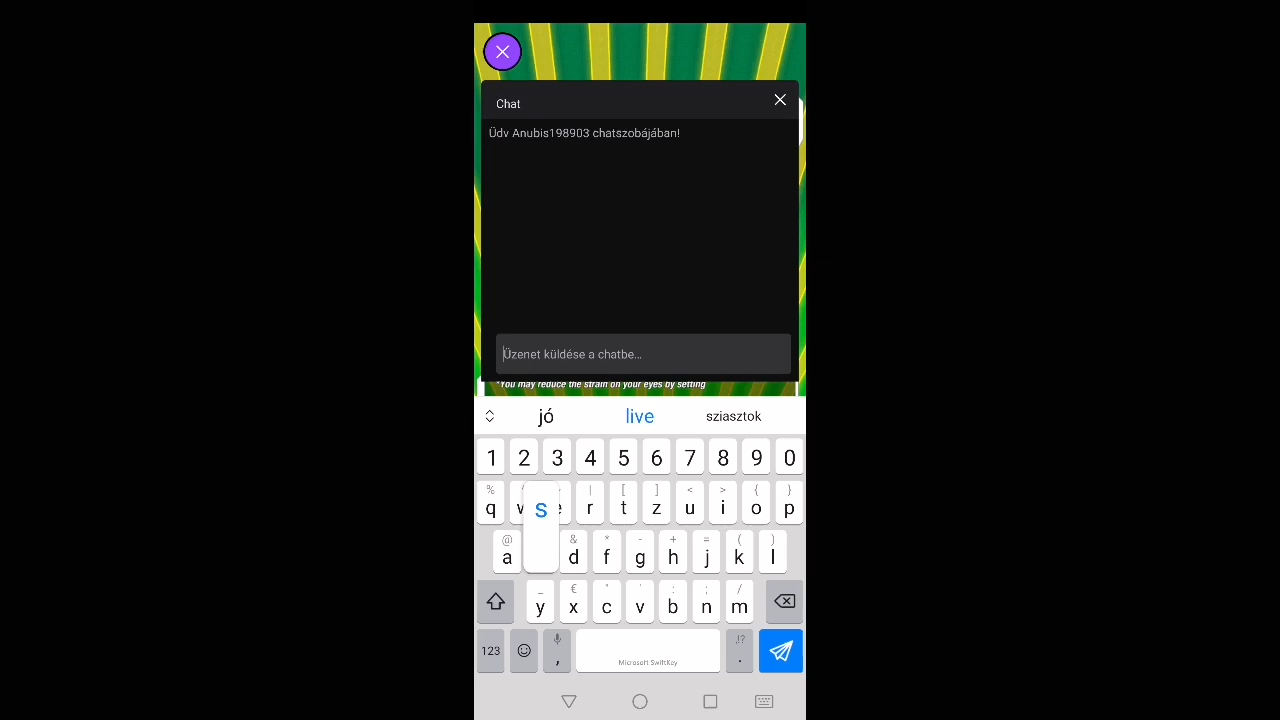 Chat
Üdv Anubis198903 chatszobájában!
Üzenet küldése a chatbe...
*You may reduce the strain on your eyes by setting
jó live sziasztok
1 2 3 4 5 6 7 8 9 0
% | [ ] < > { }
q w e r t z u i o p
s
@ & * - + = ( )
a d f g h j k l
_ € " ' : ; /
y x c v b n m
,!?
123 , Microsoft SwiftKey .